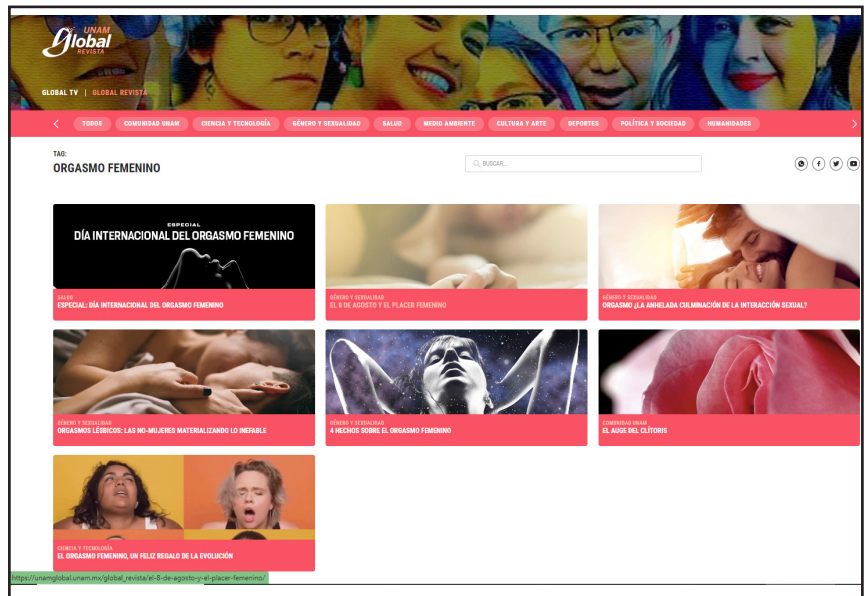 UNAM
Global
REVISTA
GLOBAL TV | GLOBAL REVISTA
TODOS
COMUNIDAD UNAM
CIENCIA Y TECNOLOGÍA
GÉNERO Y SEXUALIDAD
SALUD
MEDIO AMBIENTE
CULTURA Y ARTE
DEPORTES
POLÍTICA Y SOCIEDAD
HUMANIDADES
TAG:
ORGASMO FEMENINO
BUSCAR...
ESPECIAL
DÍA INTERNACIONAL DEL ORGASMO FEMENINO
SALUD
ESPECIAL: DÍA INTERNACIONAL DEL ORGASMO FEMENINO
GÉNERO Y SEXUALIDAD
EL 8 DE AGOSTO Y EL PLACER FEMENINO
GÉNERO Y SEXUALIDAD
ORGASMO ¿LA ANHELADA CULMINACIÓN DE LA INTERACCIÓN SEXUAL?
GÉNERO Y SEXUALIDAD
ORGASMOS LÉSBICOS: LAS NO-MUJERES MATERIALIZANDO LO INEFABLE
GÉNERO Y SEXUALIDAD
4 HECHOS SOBRE EL ORGASMO FEMENINO
COMUNIDAD UNAM
EL AUGE DEL CLÍTORIS
CIENCIA Y TECNOLOGÍA
EL ORGASMO FEMENINO, UN FELIZ REGALO DE LA EVOLUCIÓN
https://unamglobal.unam.mx/global_revista/el-8-de-agosto-y-el-placer-femenino/